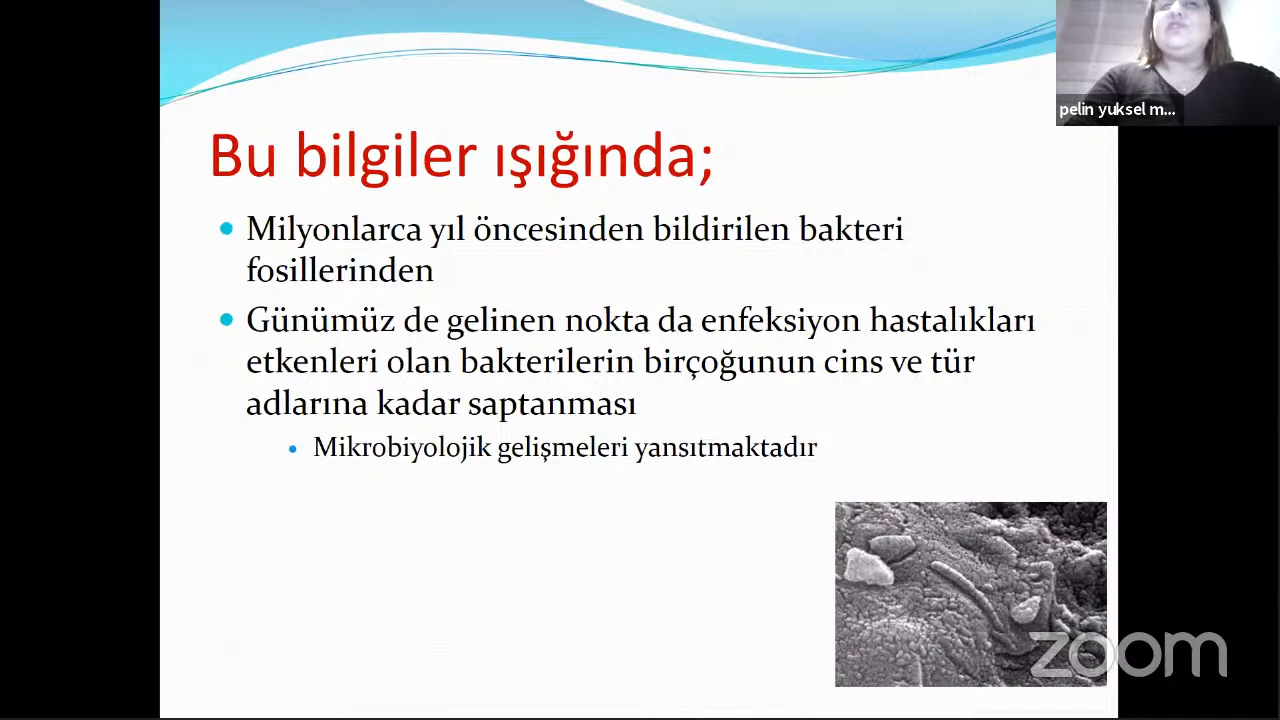 pelin yuksel m...
Bu bilgiler ışığında;
Milyonlarca yıl öncesinden bildirilen bakteri
fosillerinden
Günümüz de gelinen nokta da enfeksiyon hastalıkları
etkenleri olan bakterilerin birçoğunun cins ve tür
adlarına kadar saptanması
Mikrobiyolojik gelişmeleri yansıtmaktadır
zoom